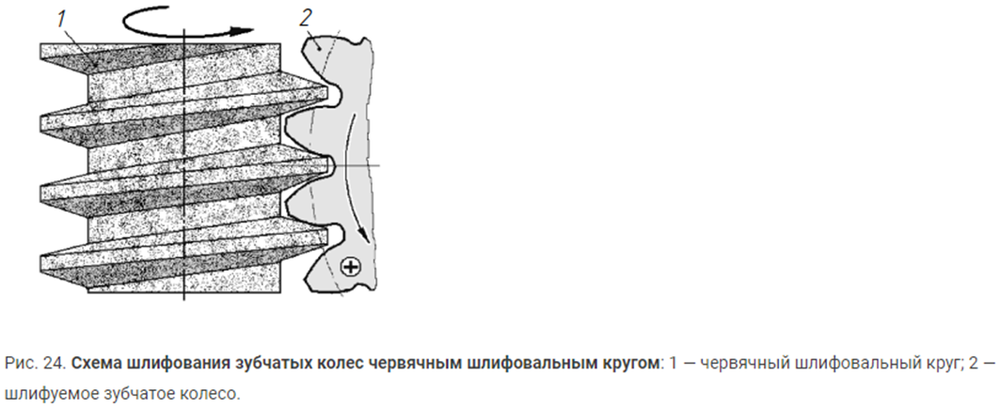 1
2
Рис. 24. Схема шлифования зубчатых колес червячным шлифовальным кругом: 1 — червячный шлифовальный круг; 2 —
шлифуемое зубчатое колесо.